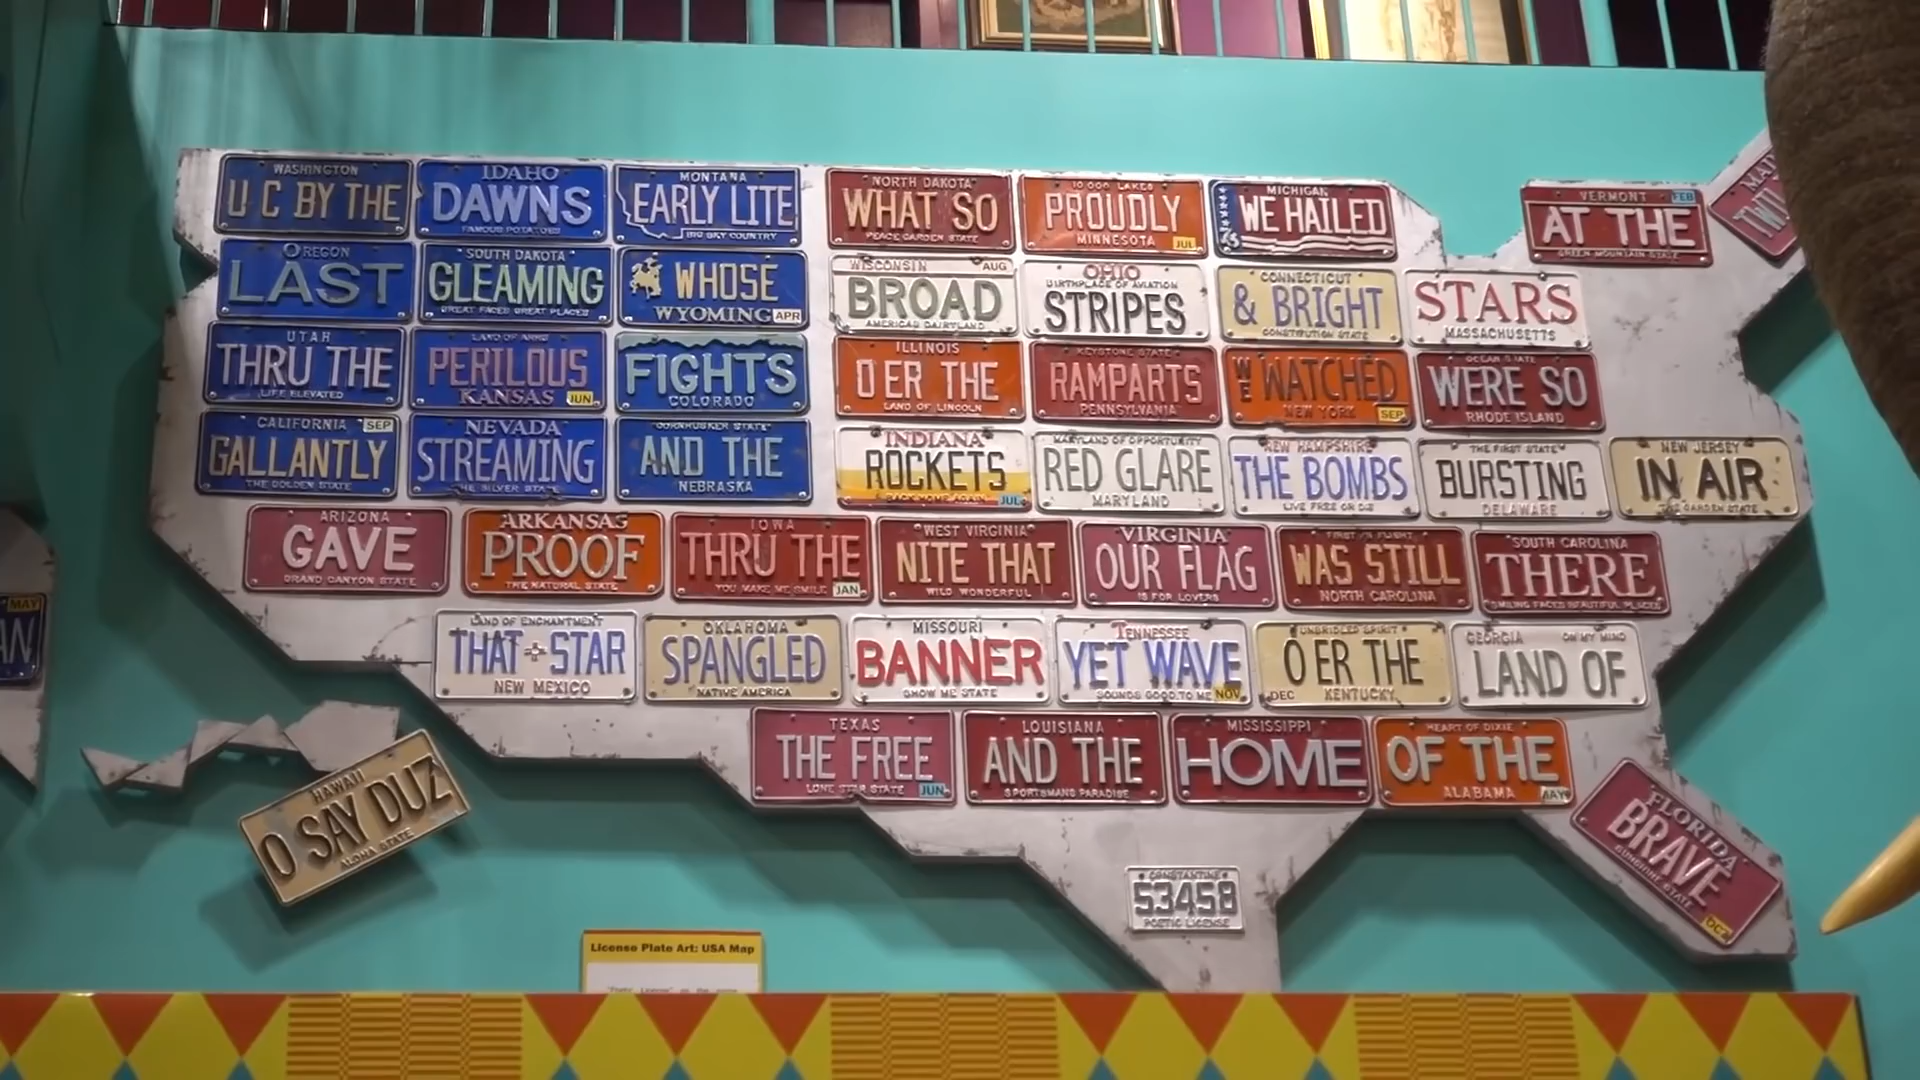 WASHINGTON
U C BY THE
IDAHO
DAWNS
FAMOUS POTATOES
MONTANA
EARLY LITE
BIG SKY COUNTRY
NORTH DAKOTA
WHAT SO
PEACE GARDEN STATE
10 000 LAKES
PROUDLY
MINNESOTA
JUL
MICHIGAN
76
WE HAILED
VERMONT
FEB
AT THE
GREEN MOUNTAIN STATE
OREGON
LAST
SOUTH DAKOTA
GLEAMING
GREAT FACES GREAT PLACES
WHOSE
WYOMING
APR
WISCONSIN
AUG
BROAD
AMERICAS DAIRYLAND
OHIO
BIRTHPLACE OF AVIATION
STRIPES
CONNECTICUT
& BRIGHT
CONSTITUTION STATE
STARS
MASSACHUSETTS
UTAH
THRU THE
LIFE ELEVATED
LAND OF AHHS
PERILOUS
KANSAS
JUN
FIGHTS
COLORADO
ILLINOIS
O ER THE
LAND OF LINCOLN
KEYSTONE STATE
RAMPARTS
PENNSYLVANIA
WE WATCHED
NEW YORK
SEP
OCEAN STATE
WERE SO
RHODE ISLAND
CALIFORNIA
SEP
GALLANTLY
THE GOLDEN STATE
NEVADA
STREAMING
THE SILVER STATE
CORNHUSKER STATE
AND THE
NEBRASKA
INDIANA
ROCKETS
BACK HOME AGAIN
JUL
MARYLAND OF OPPORTUNITY
RED GLARE
MARYLAND
NEW HAMPSHIRE
THE BOMBS
LIVE FREE OR DIE
THE FIRST STATE
BURSTING
DELAWARE
NEW JERSEY
IN AIR
THE GARDEN STATE
ARIZONA
GAVE
GRAND CANYON STATE
ARKANSAS
PROOF
THE NATURAL STATE
IOWA
THRU THE
YOU MAKE ME SMILE
JAN
WEST VIRGINIA
NITE THAT
WILD WONDERFUL
VIRGINIA
OUR FLAG
IS FOR LOVERS
FIRST IN FLIGHT
WAS STILL
NORTH CAROLINA
SOUTH CAROLINA
THERE
SMILING FACES BEAUTIFUL PLACES
MAY
AN
LAND OF ENCHANTMENT
THAT STAR
NEW MEXICO
OKLAHOMA
SPANGLED
NATIVE AMERICA
MISSOURI
BANNER
SHOW ME STATE
TENNESSEE
YET WAVE
SOUNDS GOOD TO ME
NOV
UNBRIDLED SPIRIT
O ER THE
DEC
KENTUCKY
GEORGIA
ON MY MIND
LAND OF
TEXAS
THE FREE
LONE STAR STATE
JUN
LOUISIANA
AND THE
SPORTSMANS PARADISE
MISSISSIPPI
HOME
HEART OF DIXIE
OF THE
ALABAMA
MAY
HAWAII
O SAY DUZ
ALOHA STATE
FLORIDA
BRAVE
SUNSHINE STATE
OCT
CONSTANTINE
53458
POETIC LICENSE
License Plate Art: USA Map